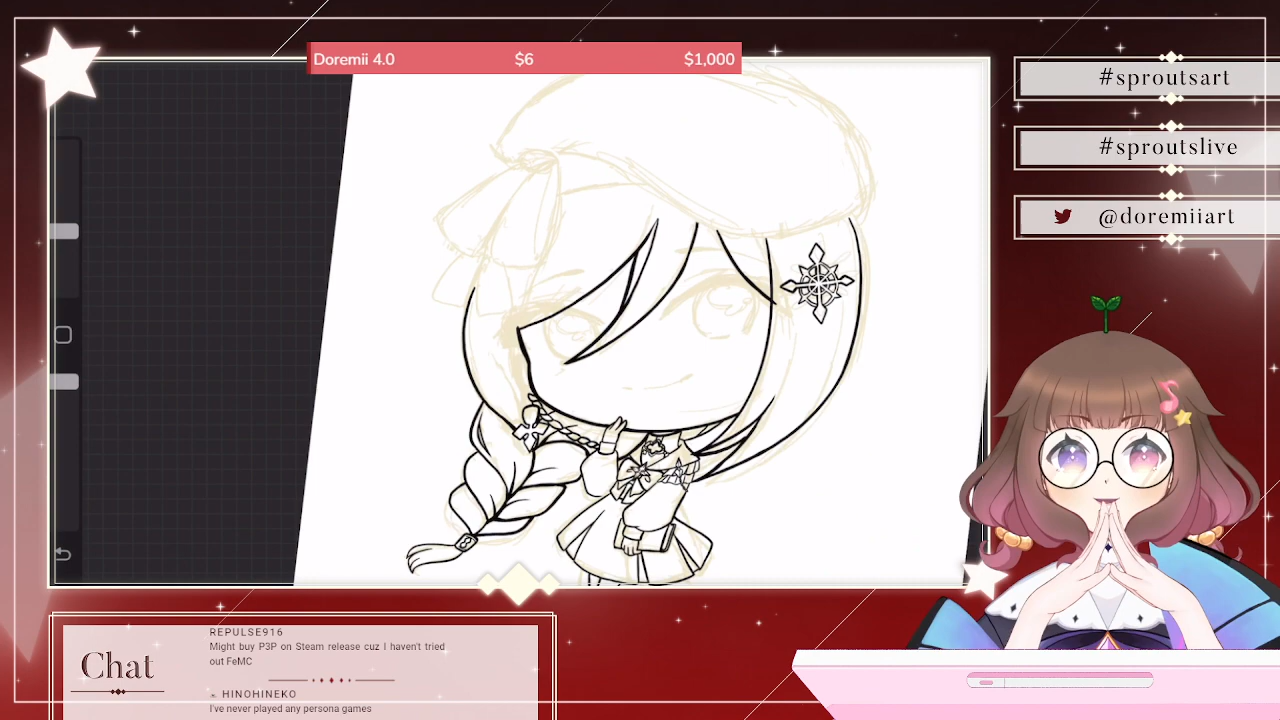 Doremii 4.0 $6 $1,000
#sproutsart
#sproutslive
@doremiiart
Chat
REPULSE916
Might buy P3P on Steam release cuz I haven't tried
out FeMC
HINOHINEKO
I've never played any persona games